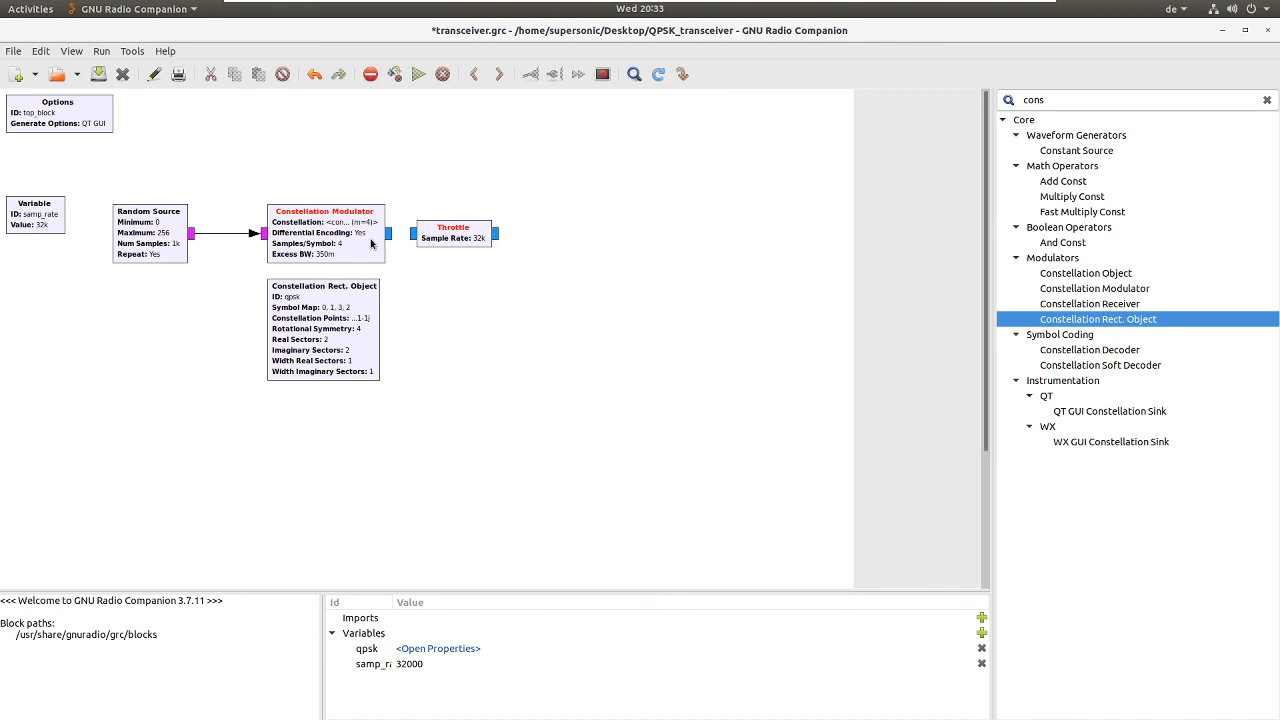 Activities
GNU Radio Companion
Wed 20:33
de
*transceiver.grc - /home/supersonic/Desktop/QPSK_transceiver - GNU Radio Companion
File Edit View Run Tools Help
Options
ID: top_block
Generate Options: QT GUI
Variable
ID: samp_rate
Value: 32k
Random Source
Minimum: 0
Maximum: 256
Num Samples: 1k
Repeat: Yes
Constellation Modulator
Constellation: <con... (m=4)>
Differential Encoding: Yes
Samples/Symbol: 4
Excess BW: 350m
Throttle
Sample Rate: 32k
Constellation Rect. Object
ID: qpsk
Symbol Map: 0, 1, 3, 2
Constellation Points: ...1-1j
Rotational Symmetry: 4
Real Sectors: 2
Imaginary Sectors: 2
Width Real Sectors: 1
Width Imaginary Sectors: 1
cons
Core
Waveform Generators
Constant Source
Math Operators
Add Const
Multiply Const
Fast Multiply Const
Boolean Operators
And Const
Modulators
Constellation Object
Constellation Modulator
Constellation Receiver
Constellation Rect. Object
Symbol Coding
Constellation Decoder
Constellation Soft Decoder
Instrumentation
QT
QT GUI Constellation Sink
WX
WX GUI Constellation Sink
<<< Welcome to GNU Radio Companion 3.7.11 >>>
Block paths:
/usr/share/gnuradio/grc/blocks
Id Value
Imports
Variables
qpsk <Open Properties>
samp_ra 32000